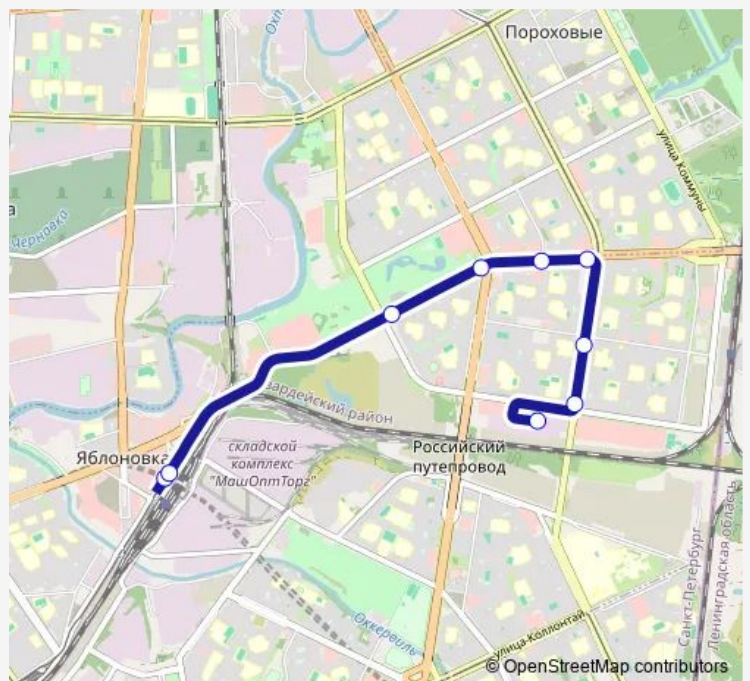 Охт
Пороховые
улица Коммуны
а
Черновка
вардейский район
складской
комплекс
"МашОптТорг"
Российский
путепровод
Яблоновка
Оккервиль
улица Коллонтай
Санкт-Петербург
Ленинградская область
© OpenStreetMap contributors